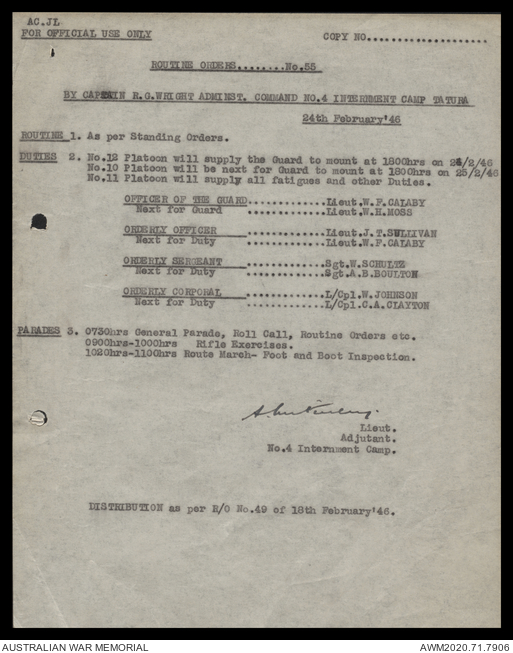 AC.JL
FOR OFFICIAL USE ONLY
COPY NO....................
ROUTINE ORDERS........No.55
BY CAPTAIN R.G.WRIGHT ADMINST. COMMAND NO.4 INTERNMENT CAMP TATURA
24th February'46
ROUTINE 1. As per Standing Orders.
DUTIES 2. No.12 Platoon will supply the Guard to mount at 1800hrs on 24/2/46
No.10 Platoon will be next for Guard to mount at 1800hrs on 25/2/46
No.11 Platoon will supply all fatigues and other Duties.
OFFICER OF THE GUARD.............Lieut.W.P.CALABY
Next for Guard .............Lieut.W.H.MOSS
ORDERLY OFFICER .............Lieut.J.T.SULLIVAN
Next for Duty .............Lieut.W.P.CALABY
ORDERLY SERGEANT .............Sgt.W.SCHULTZ
Next for Duty .............Sgt.A.B.BOULTON
ORDERLY CORPORAL .............L/Cpl.W.JOHNSON
Next for Duty .............L/Cpl.C.A.CLAYTON
PARADES 3. 0730hrs General Parade, Roll Call, Routine Orders etc.
0900hrs-1000hrs Rifle Exercises.
1020hrs-1100hrs Route March- Foot and Boot Inspection.
Lieut.
Adjutant.
No.4 Internment Camp.
DISTRIBUTION as per R/O No.49 of 18th February'46.
AUSTRALIAN WAR MEMORIAL
AWM2020.71.7906